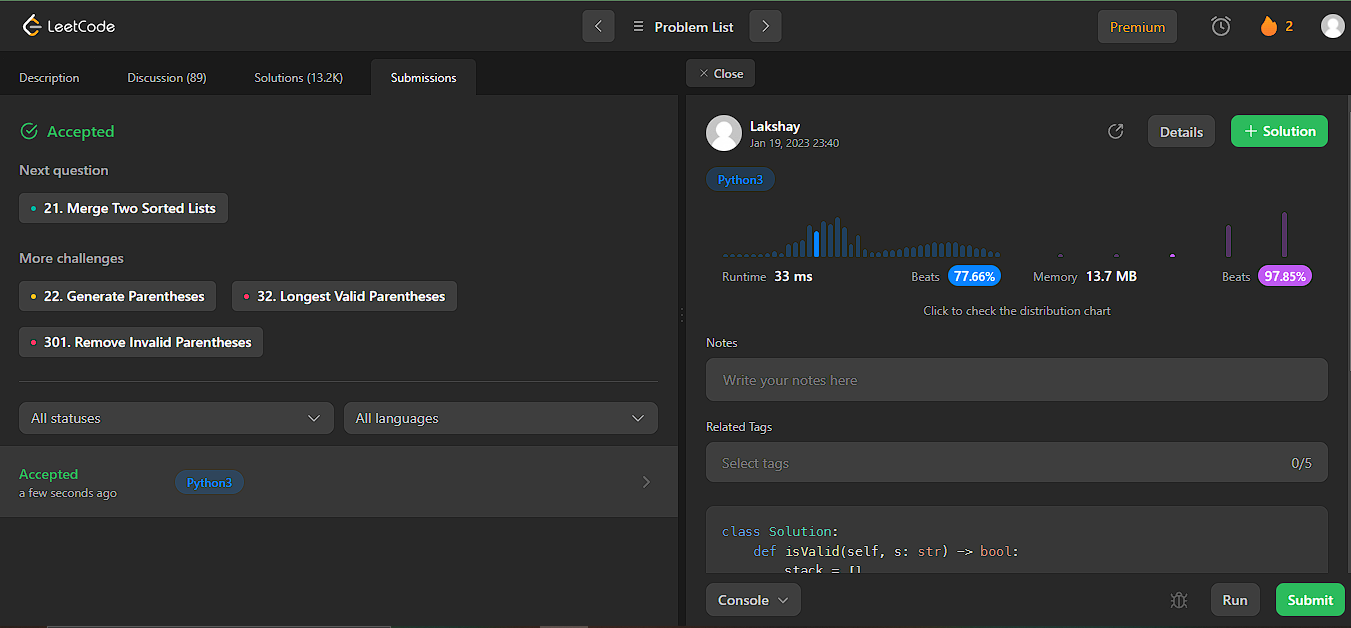 LeetCode
Problem List
Premium
2
Description
Discussion (89)
Solutions (13.2K)
Submissions
Accepted
Next question
21. Merge Two Sorted Lists
More challenges
22. Generate Parentheses
32. Longest Valid Parentheses
301. Remove Invalid Parentheses
All statuses
All languages
Accepted
a few seconds ago
Python3
Close
Lakshay
Jan 19, 2023 23:40
Details
+ Solution
Python3
Runtime 33 ms
Beats 77.66%
Memory 13.7 MB
Beats 97.85%
Click to check the distribution chart
Notes
Write your notes here
Related Tags
Select tags
0/5
class Solution:
    def isValid(self, s: str) -> bool:
        stack = []
Console
Run
Submit